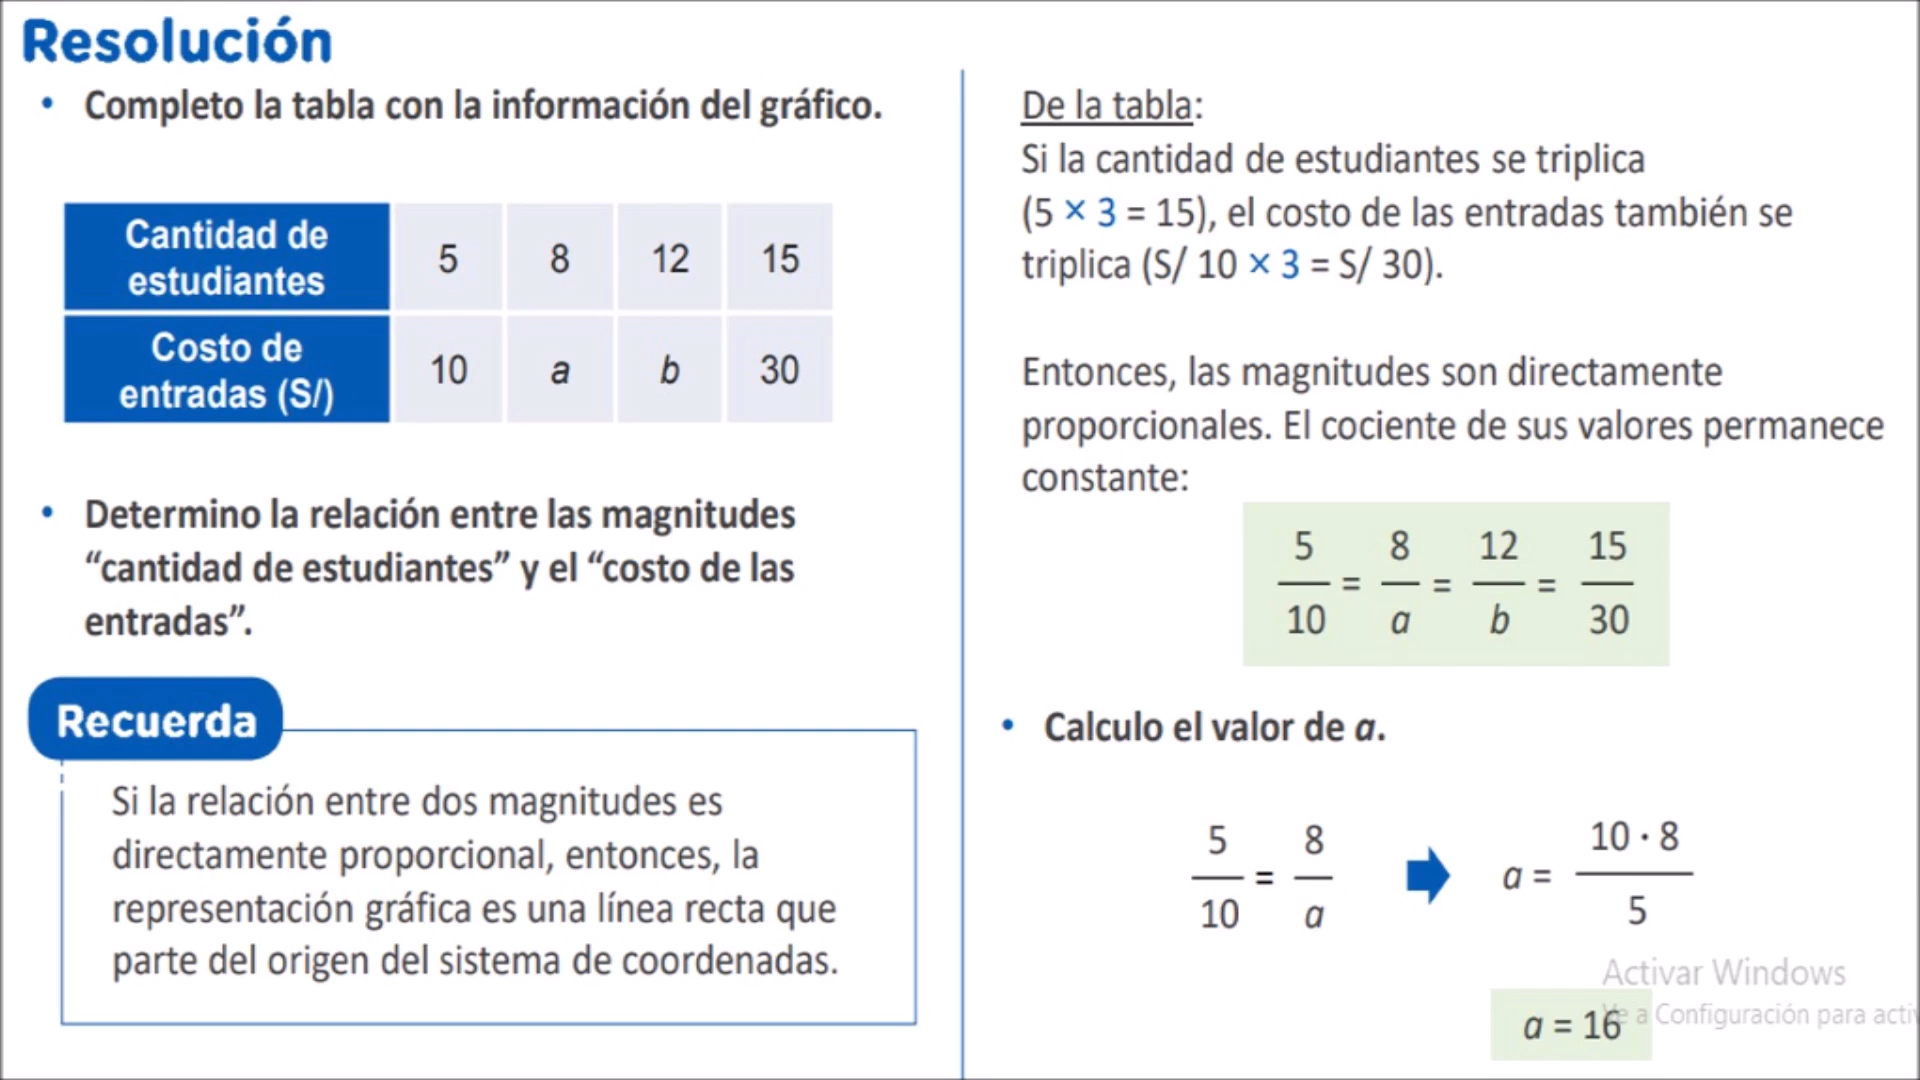 Resolución
• Completo la tabla con la información del gráfico.
Cantidad de estudiantes 5 8 12 15
Costo de entradas (S/) 10 a b 30
• Determino la relación entre las magnitudes
“cantidad de estudiantes” y el “costo de las
entradas”.
Recuerda
Si la relación entre dos magnitudes es
directamente proporcional, entonces, la
representación gráfica es una línea recta que
parte del origen del sistema de coordenadas.
De la tabla:
Si la cantidad de estudiantes se triplica
(5 × 3 = 15), el costo de las entradas también se
triplica (S/ 10 × 3 = S/ 30).
Entonces, las magnitudes son directamente
proporcionales. El cociente de sus valores permanece
constante:
5/10 = 8/a = 12/b = 15/30
• Calculo el valor de a.
5/10 = 8/a
a = 10 · 8 / 5
a = 16
Activar Windows
Ve a Configuración para